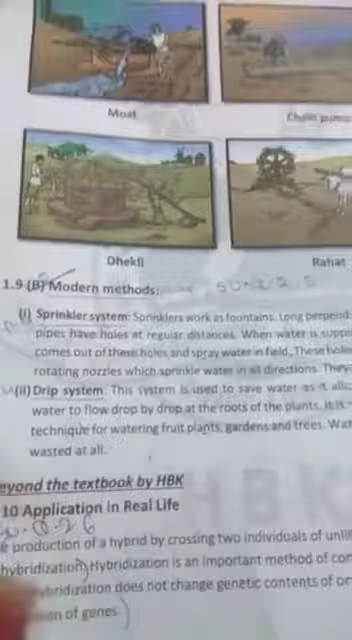 Moat
Chain pump
Dhekli
Rahat
1.9 (B) Modern methods:
(i) Sprinkler system: Sprinklers work as fountains. Long perpend
pipes have holes at regular distances. When water is supp
comes out of these holes and spray water in field. These hole
rotating nozzles which sprinkle water in all directions. They
(ii) Drip system: This system is used to save water as it allo
water to flow drop by drop at the roots of the plants. It is
technique for watering fruit plants, gardens and trees. Wat
wasted at all.
eyond the textbook by HBK
10 Application in Real Life
e production of a hybrid by crossing two individuals of unli
hybridization. Hybridization is an important method of cor
ybridization does not change genetic contents of or
on of genes.
HBK